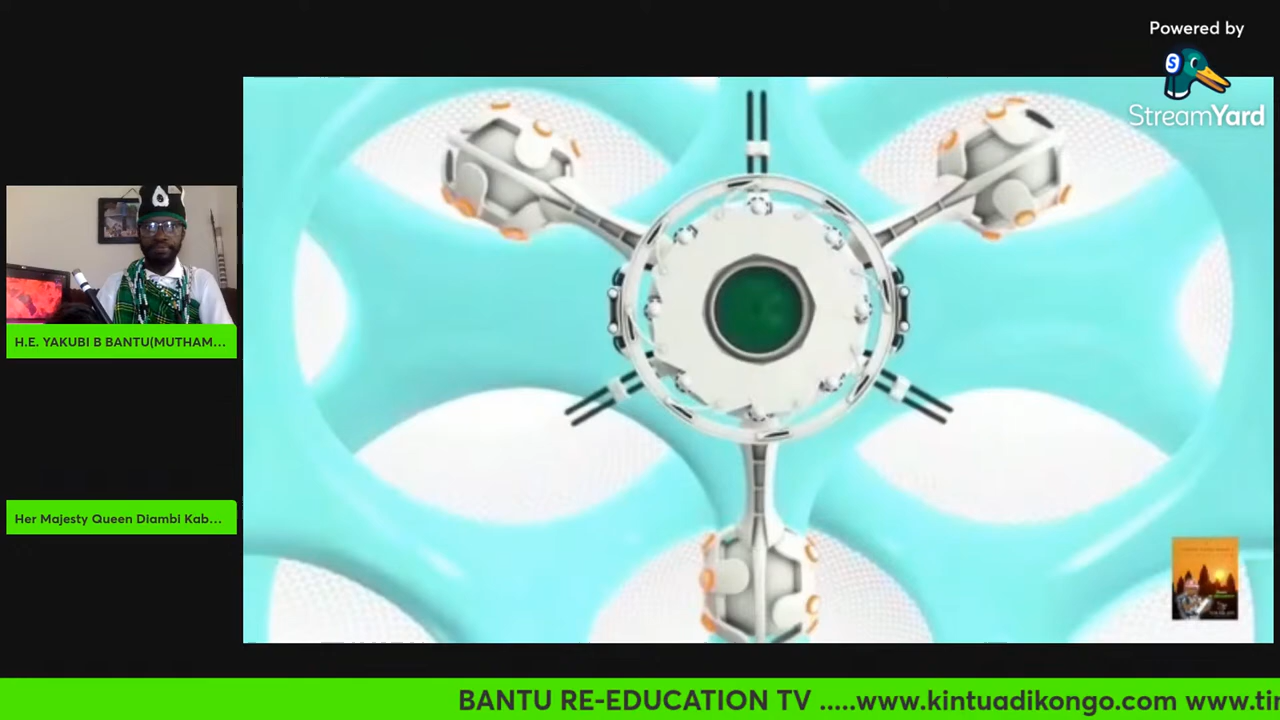 Powered by
StreamYard
H.E. YAKUBI B BANTU(MUTHAM...
Her Majesty Queen Diambi Kab...
BANTU RE-EDUCATION TV .....www.kintuadikongo.com www.ti